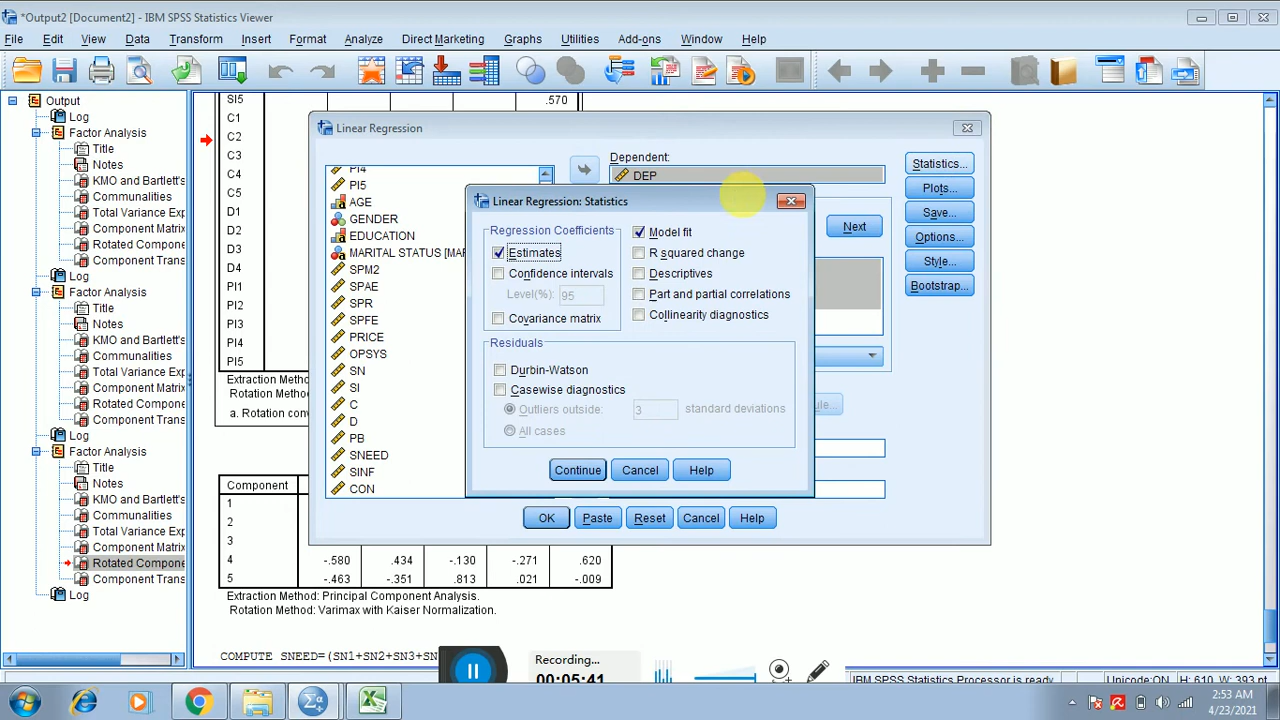 *Output2 [Document2] - IBM SPSS Statistics Viewer
File Edit View Data Transform Insert Format Analyze Direct Marketing Graphs Utilities Add-ons Window Help
Output
Log
Factor Analysis
Title
Notes
KMO and Bartlett's
Communalities
Total Variance Exp
Component Matrix
Rotated Compone
Component Trans
Log
Factor Analysis
Title
Notes
KMO and Bartlett's
Communalities
Total Variance Exp
Component Matrix
Rotated Compone
Component Trans
Log
Factor Analysis
Title
Notes
KMO and Bartlett's
Communalities
Total Variance Exp
Component Matrix
Rotated Compone
Component Trans
Log
SI5 .570
C1
C2
C3
C4
C5
D1
D2
D3
D4
PI1
PI2
PI3
PI4
PI5
Extraction Method
Rotation Method:
a. Rotation conv
Component
1
2
3
4 -.580 .434 -.130 -.271 .620
5 -.463 -.351 .813 .021 -.009
Extraction Method: Principal Component Analysis.
Rotation Method: Varimax with Kaiser Normalization.
COMPUTE SNEED=(SN1+SN2+SN3+SN
Linear Regression
PI4
PI5
AGE
GENDER
EDUCATION
MARITAL STATUS [MAR
SPM2
SPAE
SPR
SPFE
PRICE
OPSYS
SN
SI
C
D
PB
SNEED
SINF
CON
Dependent:
DEP
Next
Statistics...
Plots...
Save...
Options...
Style...
Bootstrap...
OK Paste Reset Cancel Help
Linear Regression: Statistics
Regression Coefficients
Estimates
Confidence intervals
Level(%): 95
Covariance matrix
Model fit
R squared change
Descriptives
Part and partial correlations
Collinearity diagnostics
Residuals
Durbin-Watson
Casewise diagnostics
Outliers outside: 3 standard deviations
All cases
Continue Cancel Help
Recording...
00:05:41
IBM SPSS Statistics Processor is ready
Unicode:ON H: 610, W: 393 pt
2:53 AM
4/23/2021